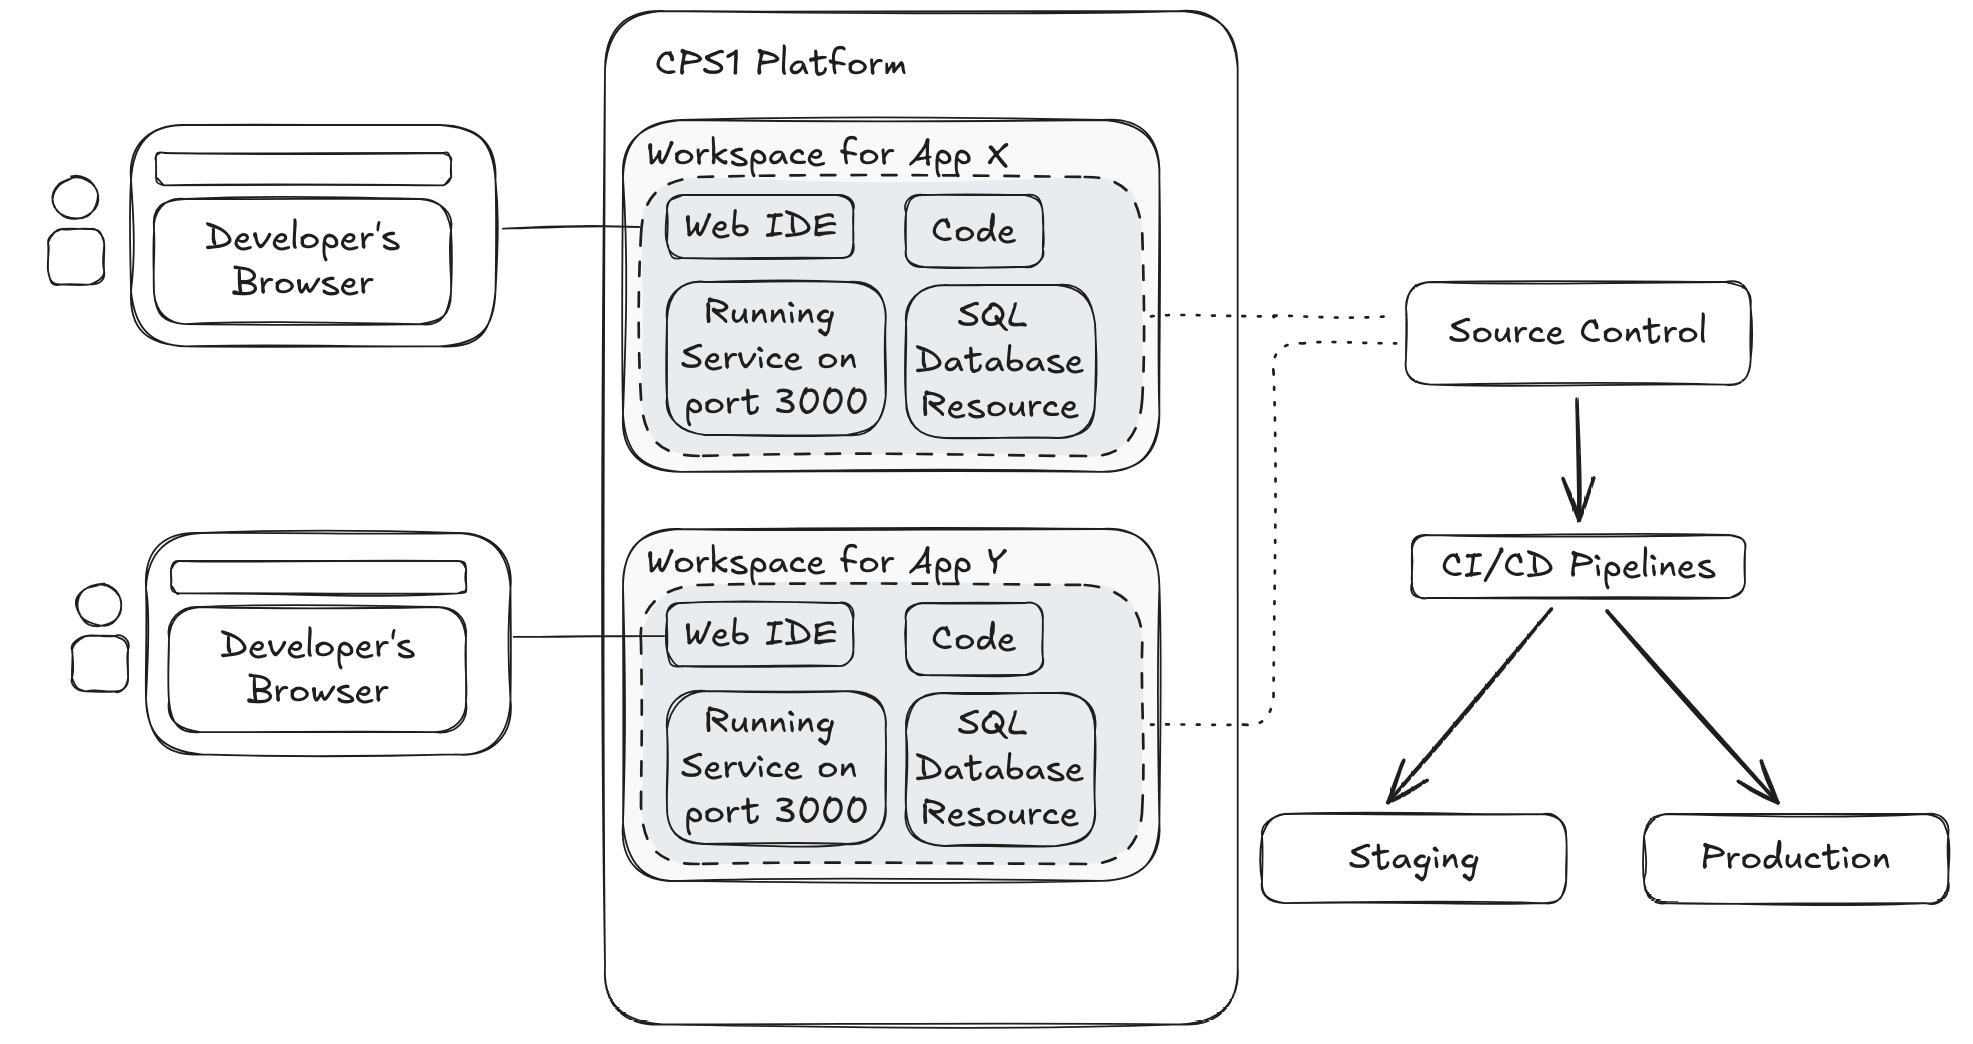 CPS1 Platform
Developer's
Browser
Workspace for App X
Web IDE
Code
Running
Service on
port 3000
SQL
Database
Resource
Developer's
Browser
Workspace for App Y
Web IDE
Code
Running
Service on
port 3000
SQL
Database
Resource
Source Control
CI/CD Pipelines
Staging
Production